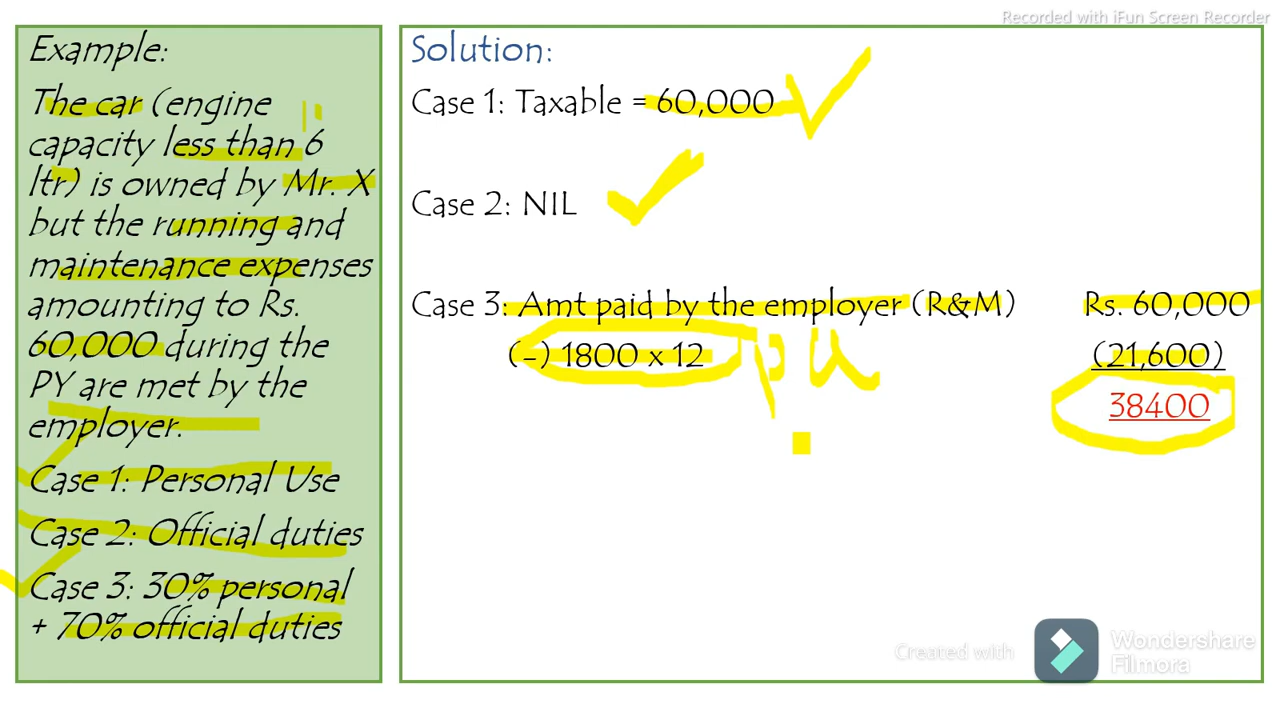 Recorded with iFun Screen Recorder
Example:
The car (engine
capacity less than 6
ltr) is owned by Mr. X
but the running and
maintenance expenses
amounting to Rs.
60,000 during the
PY are met by the
employer.
Case 1: Personal Use
Case 2: Official duties
Case 3: 30% personal
+ 70% official duties
Solution:
Case 1: Taxable = 60,000
Case 2: NIL
Case 3: Amt paid by the employer (R&M) Rs. 60,000
(-) 1800 x 12 (21,600)
38400
Created with Wondershare
Filmora